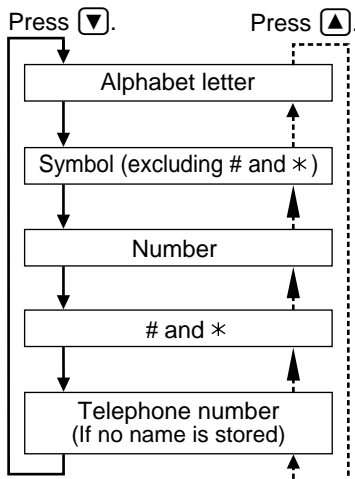 Press ▼. Press ▲.
Alphabet letter
Symbol (excluding # and ✳)
Number
# and ✳
Telephone number
(If no name is stored)